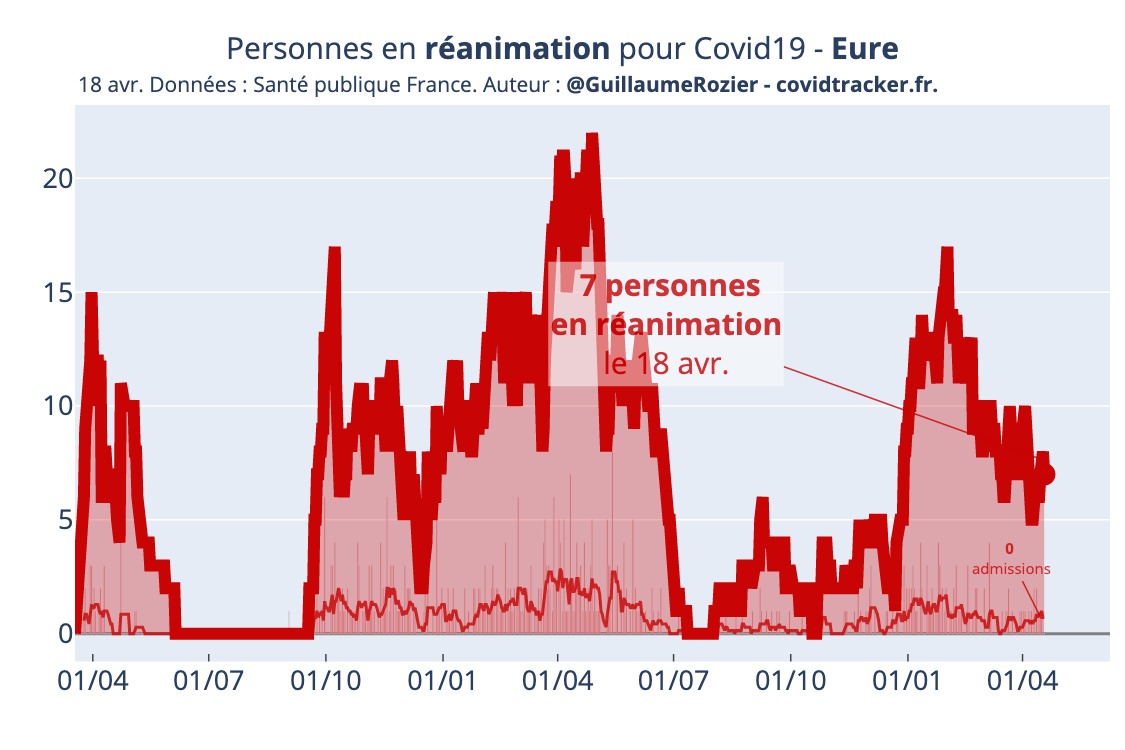 Personnes en réanimation pour Covid19 - Eure
18 avr. Données : Santé publique France. Auteur : @GuillaumeRozier - covidtracker.fr.
20
15
10
5
0
7 personnes
en réanimation
le 18 avr.
0
admissions
01/04 01/07 01/10 01/01 01/04 01/07 01/10 01/01 01/04